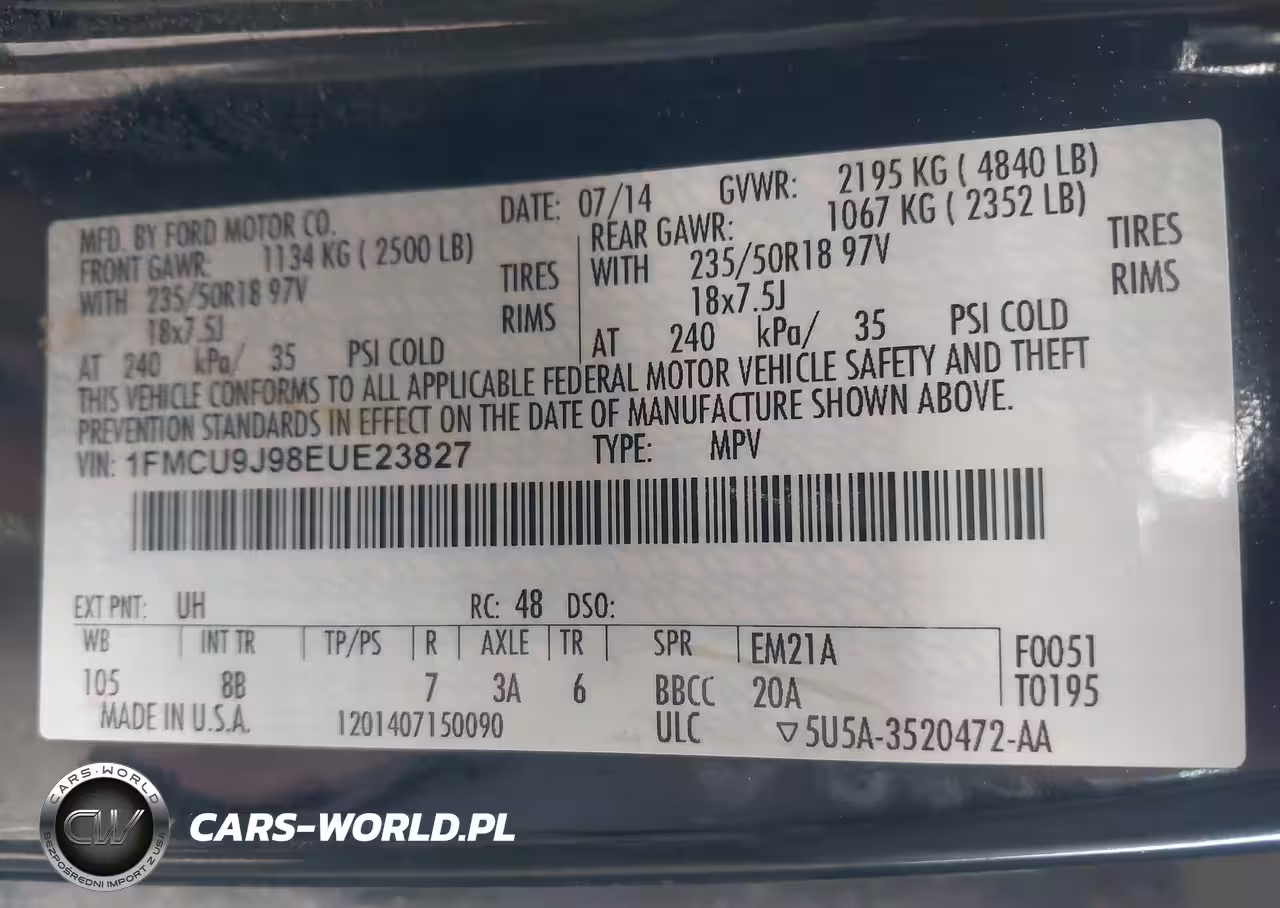 MFD. BY FORD MOTOR CO. DATE: 07/14 GVWR: 2195 KG ( 4840 LB)
FRONT GAWR: 1134 KG ( 2500 LB) REAR GAWR: 1067 KG ( 2352 LB)
WITH 235/50R18 97V TIRES WITH 235/50R18 97V TIRES
18x7.5J RIMS 18x7.5J RIMS
AT 240 kPa/ 35 PSI COLD AT 240 kPa/ 35 PSI COLD
THIS VEHICLE CONFORMS TO ALL APPLICABLE FEDERAL MOTOR VEHICLE SAFETY AND THEFT
PREVENTION STANDARDS IN EFFECT ON THE DATE OF MANUFACTURE SHOWN ABOVE.
VIN: 1FMCU9J98EUE23827 TYPE: MPV
EXT PNT: UH RC: 48 DSO:
WB INT TR TP/PS R AXLE TR SPR EM21A F0051
105 8B 7 3A 6 BBCC 20A T0195
MADE IN U.S.A. 1201407150090 ULC ▽5U5A-3520472-AA
CARS-WORLD
CW
BEZPOŚREDNI IMPORT Z USA
CARS-WORLD.PL